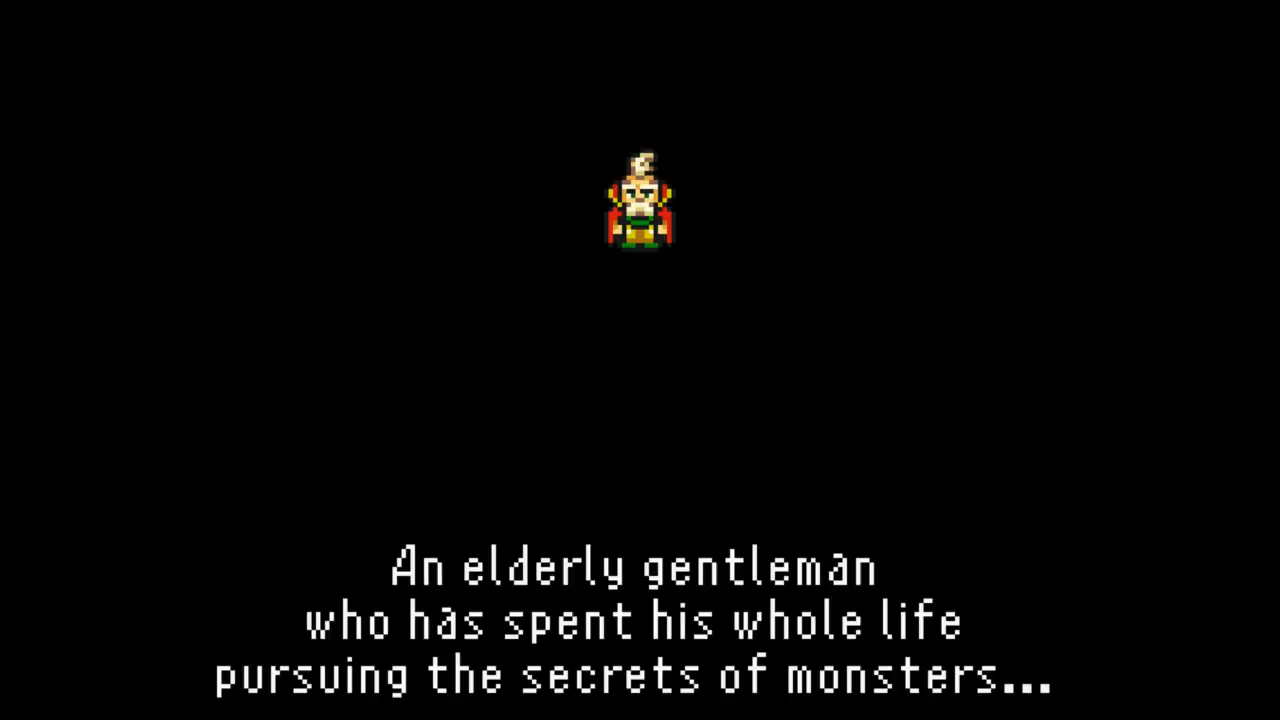 An elderly gentleman
who has spent his whole life
pursuing the secrets of monsters...